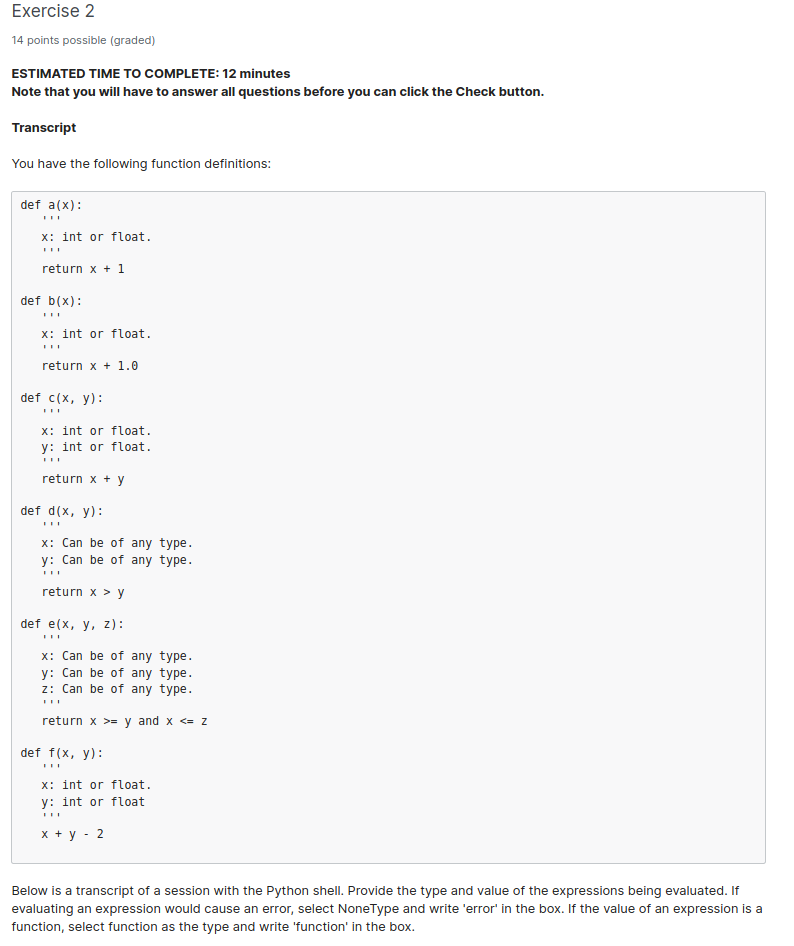 Exercise 2
14 points possible (graded)
ESTIMATED TIME TO COMPLETE: 12 minutes
Note that you will have to answer all questions before you can click the Check button.
Transcript
You have the following function definitions:
def a(x):
   '''
   x: int or float.
   '''
   return x + 1

def b(x):
   '''
   x: int or float.
   '''
   return x + 1.0

def c(x, y):
   '''
   x: int or float.
   y: int or float.
   '''
   return x + y

def d(x, y):
   '''
   x: Can be of any type.
   y: Can be of any type.
   '''
   return x > y

def e(x, y, z):
   '''
   x: Can be of any type.
   y: Can be of any type.
   z: Can be of any type.
   '''
   return x >= y and x <= z

def f(x, y):
   '''
   x: int or float.
   y: int or float
   '''
   x + y - 2
Below is a transcript of a session with the Python shell. Provide the type and value of the expressions being evaluated. If
evaluating an expression would cause an error, select NoneType and write 'error' in the box. If the value of an expression is a
function, select function as the type and write 'function' in the box.